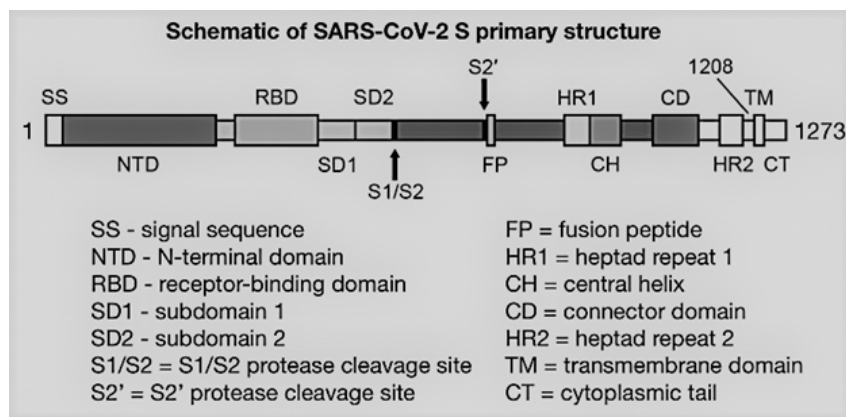 Schematic of SARS-CoV-2 S primary structure
S2’
1208
SS
RBD
SD2
HR1
CD
TM
1
1273
NTD
SD1
FP
CH
HR2
CT
S1/S2
SS - signal sequence
NTD - N-terminal domain
RBD - receptor-binding domain
SD1 - subdomain 1
SD2 - subdomain 2
S1/S2 = S1/S2 protease cleavage site
S2’ = S2’ protease cleavage site
FP = fusion peptide
HR1 = heptad repeat 1
CH = central helix
CD = connector domain
HR2 = heptad repeat 2
TM = transmembrane domain
CT = cytoplasmic tail